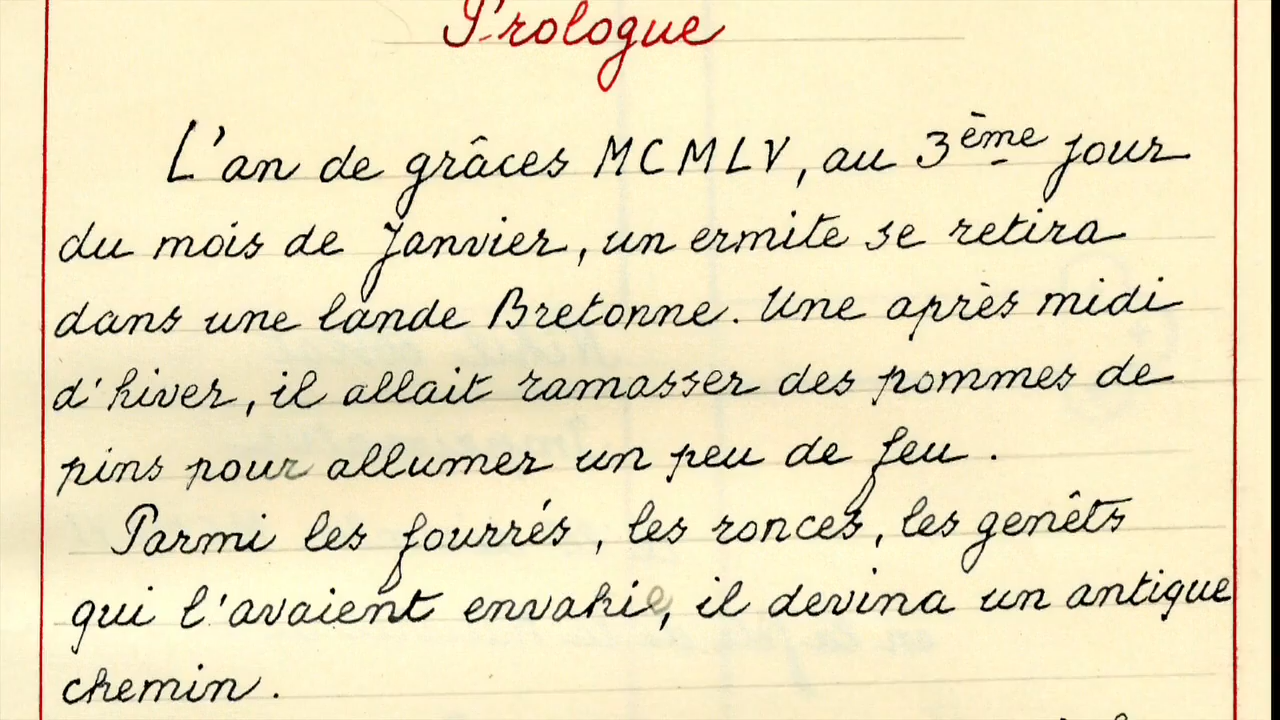 Prologue
L'an de grâces MCMLV, au 3ème jour
du mois de Janvier, un ermite se retira
dans une lande Bretonne. Une après midi
d'hiver, il allait ramasser des pommes de
pins pour allumer un peu de feu.
Parmi les fourrés, les ronces, les genêts
qui l'avaient envahie, il devina un antique
chemin.